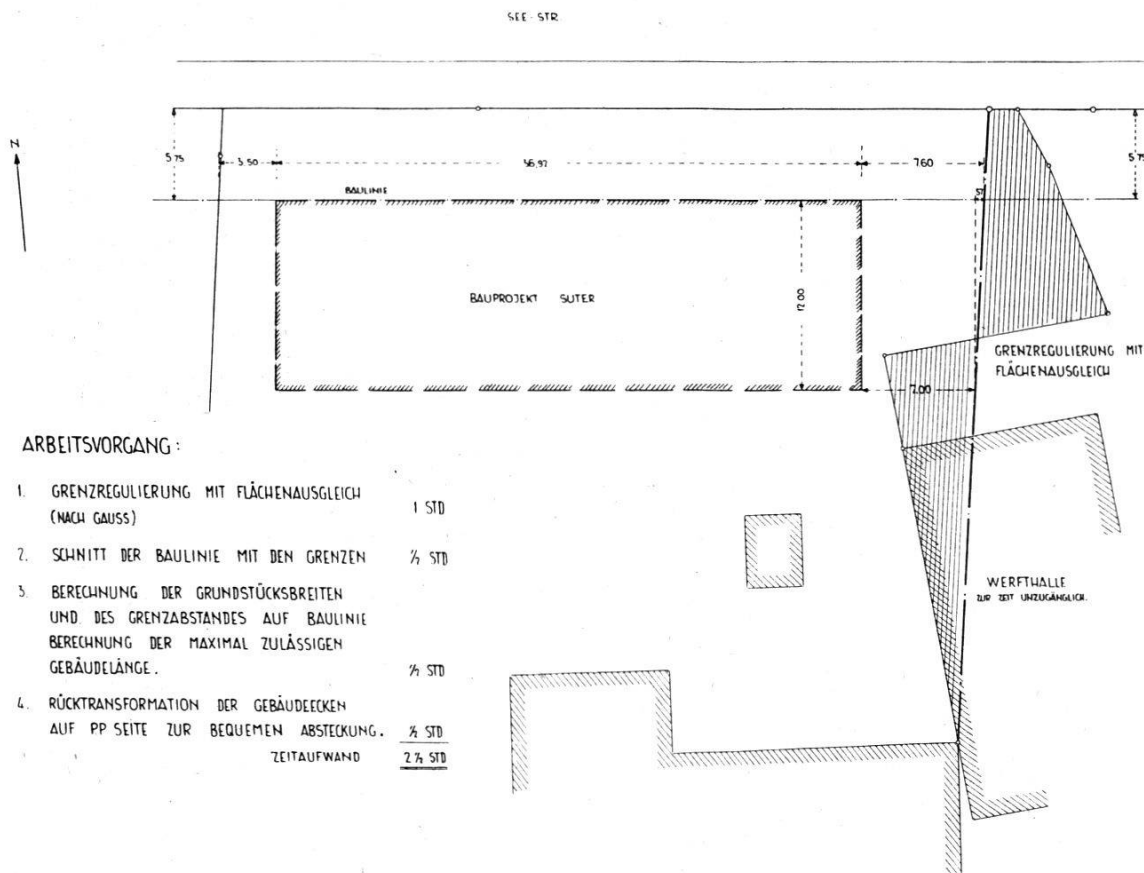 SEE-STR.
N
5.75
3.50
36.92
7.60
5.75
BAULINIE
12.00
BAUPROJEKT SUTER
GRENZREGULIERUNG MIT
FLÄCHENAUSGLEICH
7.00
ARBEITSVORGANG:
1. GRENZREGULIERUNG MIT FLÄCHENAUSGLEICH
(NACH GAUSS) 1 STD
2. SCHNITT DER BAULINIE MIT DEN GRENZEN ½ STD
3. BERECHNUNG DER GRUNDSTÜCKSBREITEN
UND DES GRENZABSTANDES AUF BAULINIE
BERECHNUNG DER MAXIMAL ZULÄSSIGEN
GEBÄUDELÄNGE. ½ STD
4. RÜCKTRANSFORMATION DER GEBÄUDEECKEN
AUF PP SEITE ZUR BEQUEMEN ABSTECKUNG. ½ STD
ZEITAUFWAND 2 ½ STD
WERFTHALLE
ZUR ZEIT UNZUGÄNGLICH.